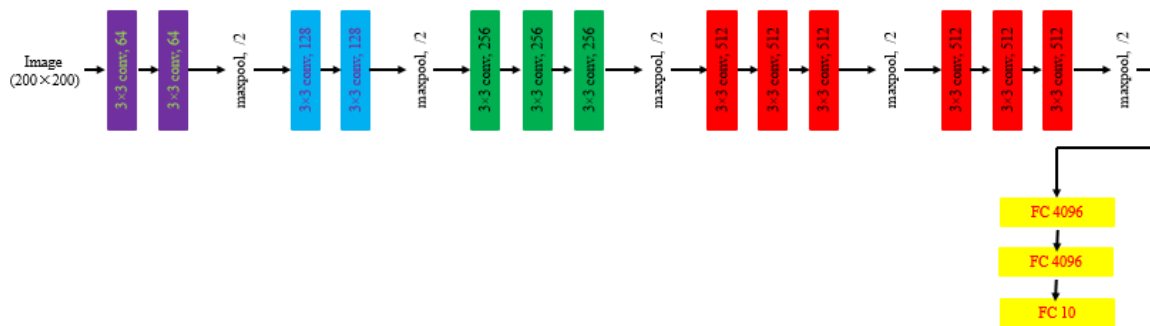 Image
(200×200)
3×3 conv, 64
3×3 conv, 64
maxpool, /2
3×3 conv, 128
3×3 conv, 128
maxpool, /2
3×3 conv, 256
3×3 conv, 256
3×3 conv, 256
maxpool, /2
3×3 conv, 512
3×3 conv, 512
3×3 conv, 512
maxpool, /2
3×3 conv, 512
3×3 conv, 512
3×3 conv, 512
maxpool, /2
FC 4096
FC 4096
FC 10